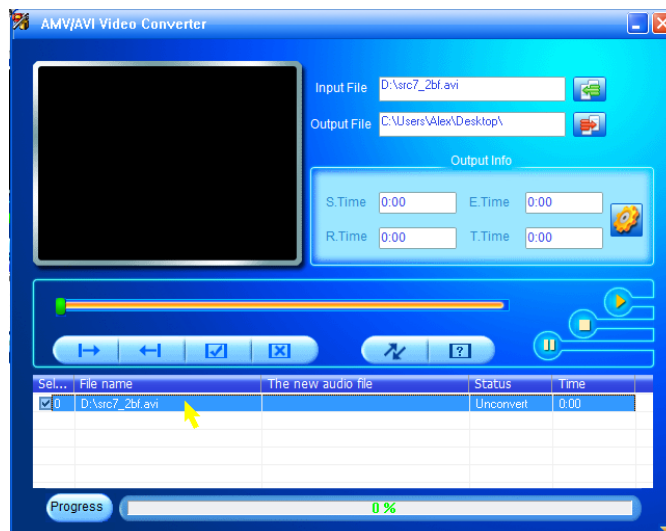 AMV/AVI Video Converter
Input File D:\src7_2bf.avi
Output File C:\Users\Alex\Desktop\
Output Info
S.Time 0:00 E.Time 0:00
R.Time 0:00 T.Time 0:00
Sel... File name The new audio file Status Time
0 D:\src7_2bf.avi Unconvert 0:00
Progress 0 %